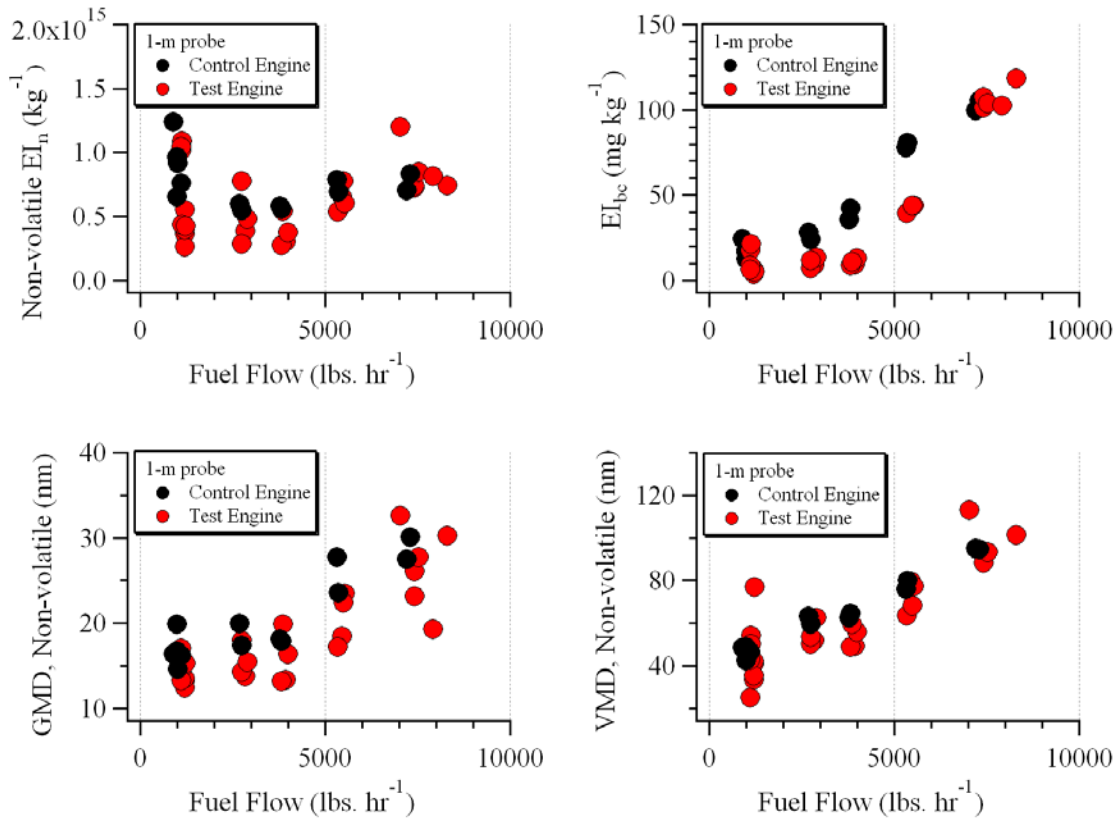 2.0x10^15
1.5
1.0
0.5
0.0
Non-volatile EI_n (kg^-1)
1-m probe
Control Engine
Test Engine
0 5000 10000
Fuel Flow (lbs. hr^-1)
150
100
50
0
EI_bc (mg kg^-1)
1-m probe
Control Engine
Test Engine
0 5000 10000
Fuel Flow (lbs. hr^-1)
40
30
20
10
GMD, Non-volatile (nm)
1-m probe
Control Engine
Test Engine
0 5000 10000
Fuel Flow (lbs. hr^-1)
120
80
40
VMD, Non-volatile (nm)
1-m probe
Control Engine
Test Engine
0 5000 10000
Fuel Flow (lbs. hr^-1)